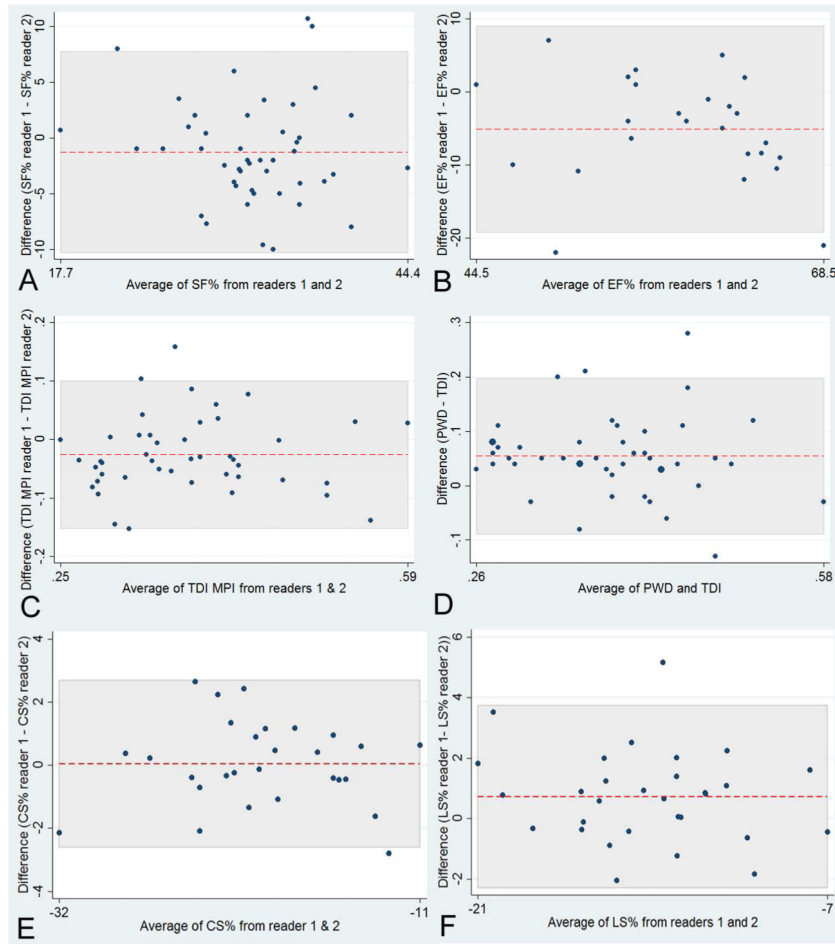 Difference (SF% reader 1 - SF% reader 2)
10
5
0
-5
-10
17.7
44.4
A
Average of SF% from readers 1 and 2
Difference (EF% reader 1 - EF% reader 2)
10
0
-10
-20
44.5
68.5
B
Average of EF% from readers 1 and 2
Difference (TDI MPI reader 1 - TDI MPI reader 2)
.2
.1
0
-.1
-.2
.25
.59
C
Average of TDI MPI from readers 1 & 2
Difference (PWD - TDI)
.3
.2
.1
0
-.1
.26
.58
D
Average of PWD and TDI
Difference (CS% reader 1 - CS% reader 2)
4
2
0
-2
-4
-32
-11
E
Average of CS% from reader 1 & 2
Difference (LS% reader 1- LS% reader 2))
6
4
2
0
-2
-21
-7
F
Average of LS% from readers 1 and 2